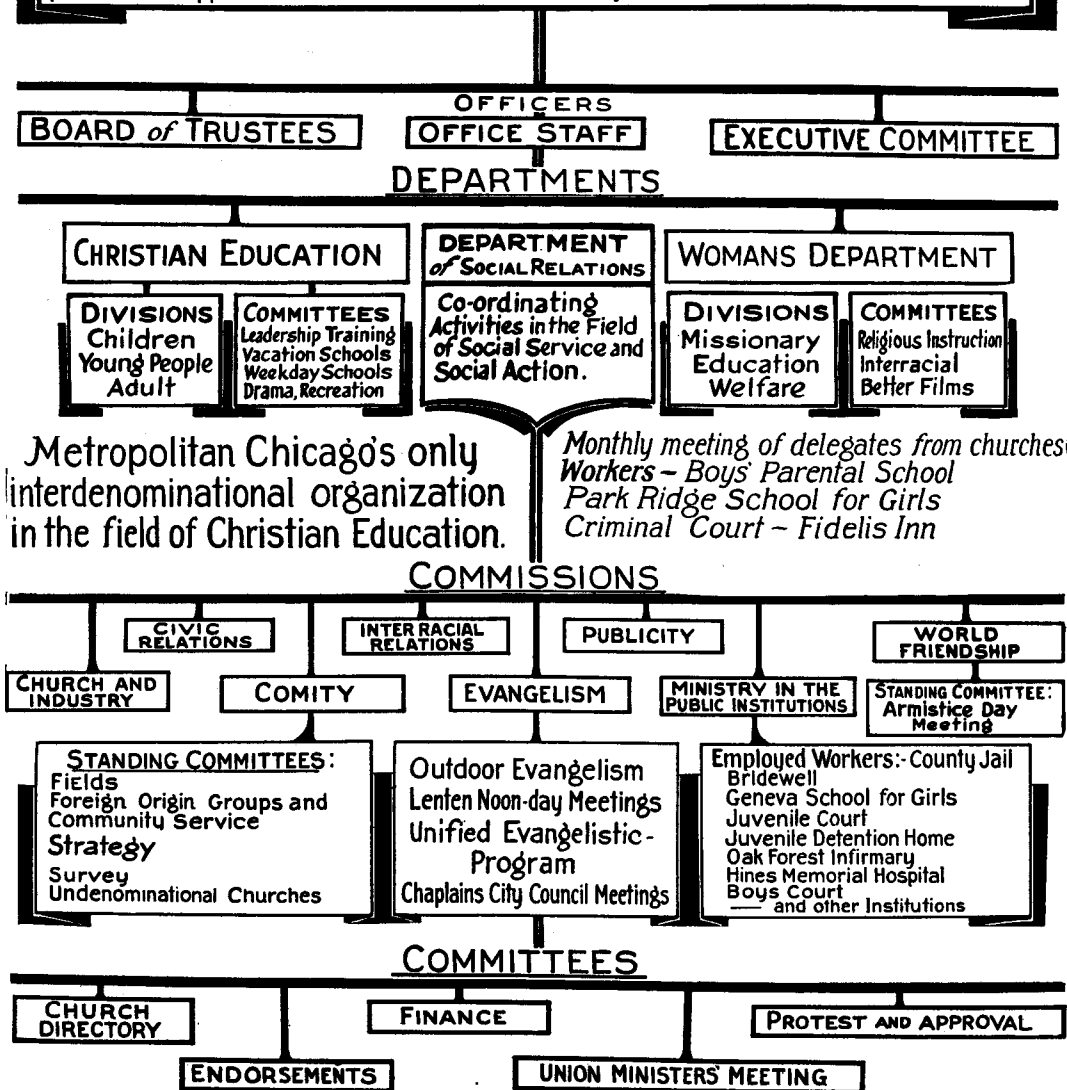 OFFICERS
BOARD of TRUSTEES
OFFICE STAFF
EXECUTIVE COMMITTEE
DEPARTMENTS
CHRISTIAN EDUCATION
DIVISIONS
Children
Young People
Adult
COMMITTEES
Leadership Training
Vacation Schools
Weekday Schools
Drama, Recreation
DEPARTMENT
of SOCIAL RELATIONS
Co-ordinating
Activities in the Field
of Social Service and
Social Action.
WOMANS DEPARTMENT
DIVISIONS
Missionary
Education
Welfare
COMMITTEES
Religious Instruction
Interracial
Better Films
Metropolitan Chicago's only
interdenominational organization
in the field of Christian Education.
Monthly meeting of delegates from churches
Workers – Boys' Parental School
Park Ridge School for Girls
Criminal Court – Fidelis Inn
COMMISSIONS
CIVIC
RELATIONS
INTER RACIAL
RELATIONS
PUBLICITY
WORLD
FRIENDSHIP
CHURCH AND
INDUSTRY
COMITY
EVANGELISM
MINISTRY IN THE
PUBLIC INSTITUTIONS
STANDING COMMITTEE:
Armistice Day
Meeting
STANDING COMMITTEES:
Fields
Foreign Origin Groups and
Community Service
Strategy
Survey
Undenominational Churches
Outdoor Evangelism
Lenten Noon-day Meetings
Unified Evangelistic-
Program
Chaplains City Council Meetings
Employed Workers:- County Jail
Bridewell
Geneva School for Girls
Juvenile Court
Juvenile Detention Home
Oak Forest Infirmary
Hines Memorial Hospital
Boys Court
— and other Institutions
COMMITTEES
CHURCH
DIRECTORY
FINANCE
PROTEST AND APPROVAL
ENDORSEMENTS
UNION MINISTERS' MEETING